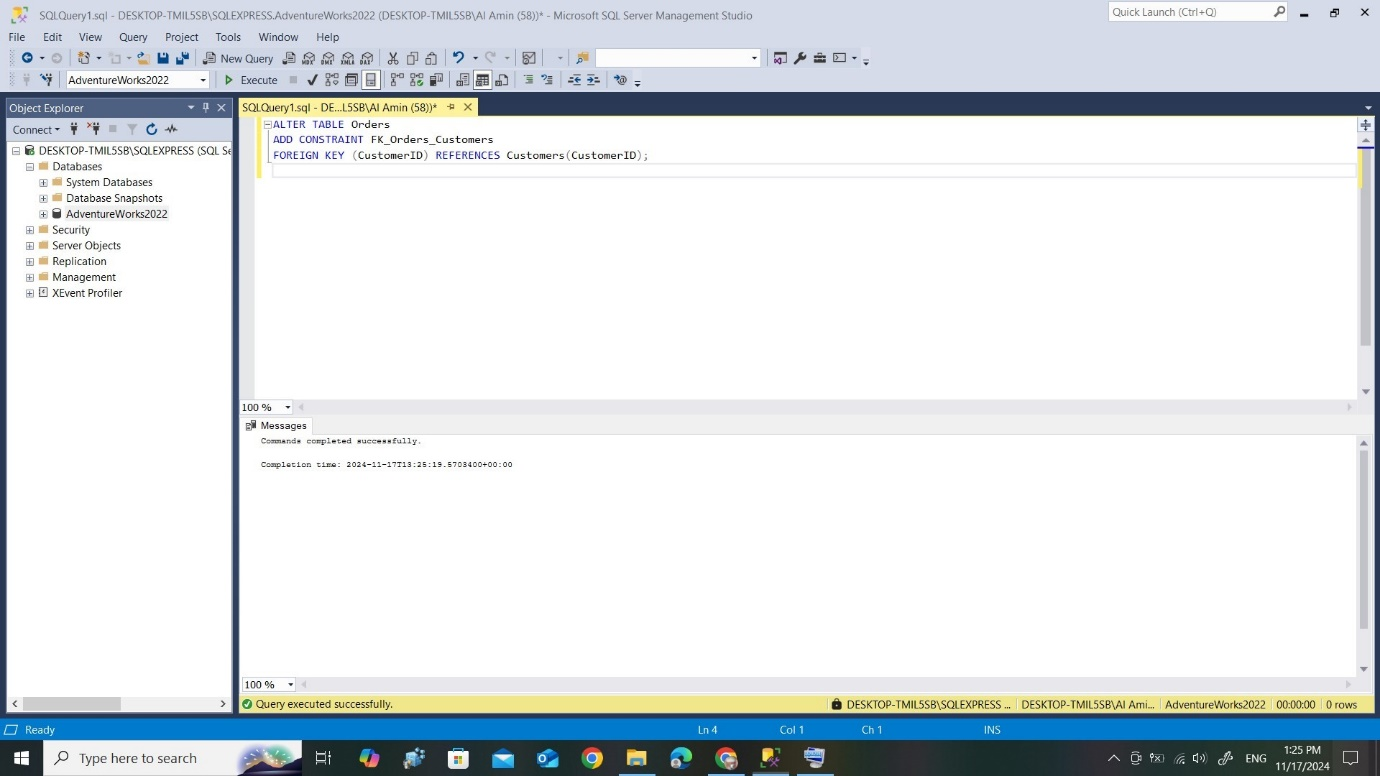 SQLQuery1.sql - DESKTOP-TMIL5SB\SQLEXPRESS.AdventureWorks2022 (DESKTOP-TMIL5SB\Al Amin (58))* - Microsoft SQL Server Management Studio
Quick Launch (Ctrl+Q)
File Edit View Query Project Tools Window Help
New Query
AdventureWorks2022
Execute
Object Explorer
SQLQuery1.sql - DE...L5SB\Al Amin (58))*
Connect
DESKTOP-TMIL5SB\SQLEXPRESS (SQL Se
Databases
System Databases
Database Snapshots
AdventureWorks2022
Security
Server Objects
Replication
Management
XEvent Profiler
ALTER TABLE Orders
ADD CONSTRAINT FK_Orders_Customers
FOREIGN KEY (CustomerID) REFERENCES Customers(CustomerID);
100 %
Messages
Commands completed successfully.
Completion time: 2024-11-17T13:25:19.5703400+00:00
100 %
Query executed successfully.
DESKTOP-TMIL5SB\SQLEXPRESS ...
DESKTOP-TMIL5SB\Al Ami...
AdventureWorks2022
00:00:00
0 rows
Ready
Ln 4
Col 1
Ch 1
INS
Type here to search
ENG
1:25 PM
11/17/2024